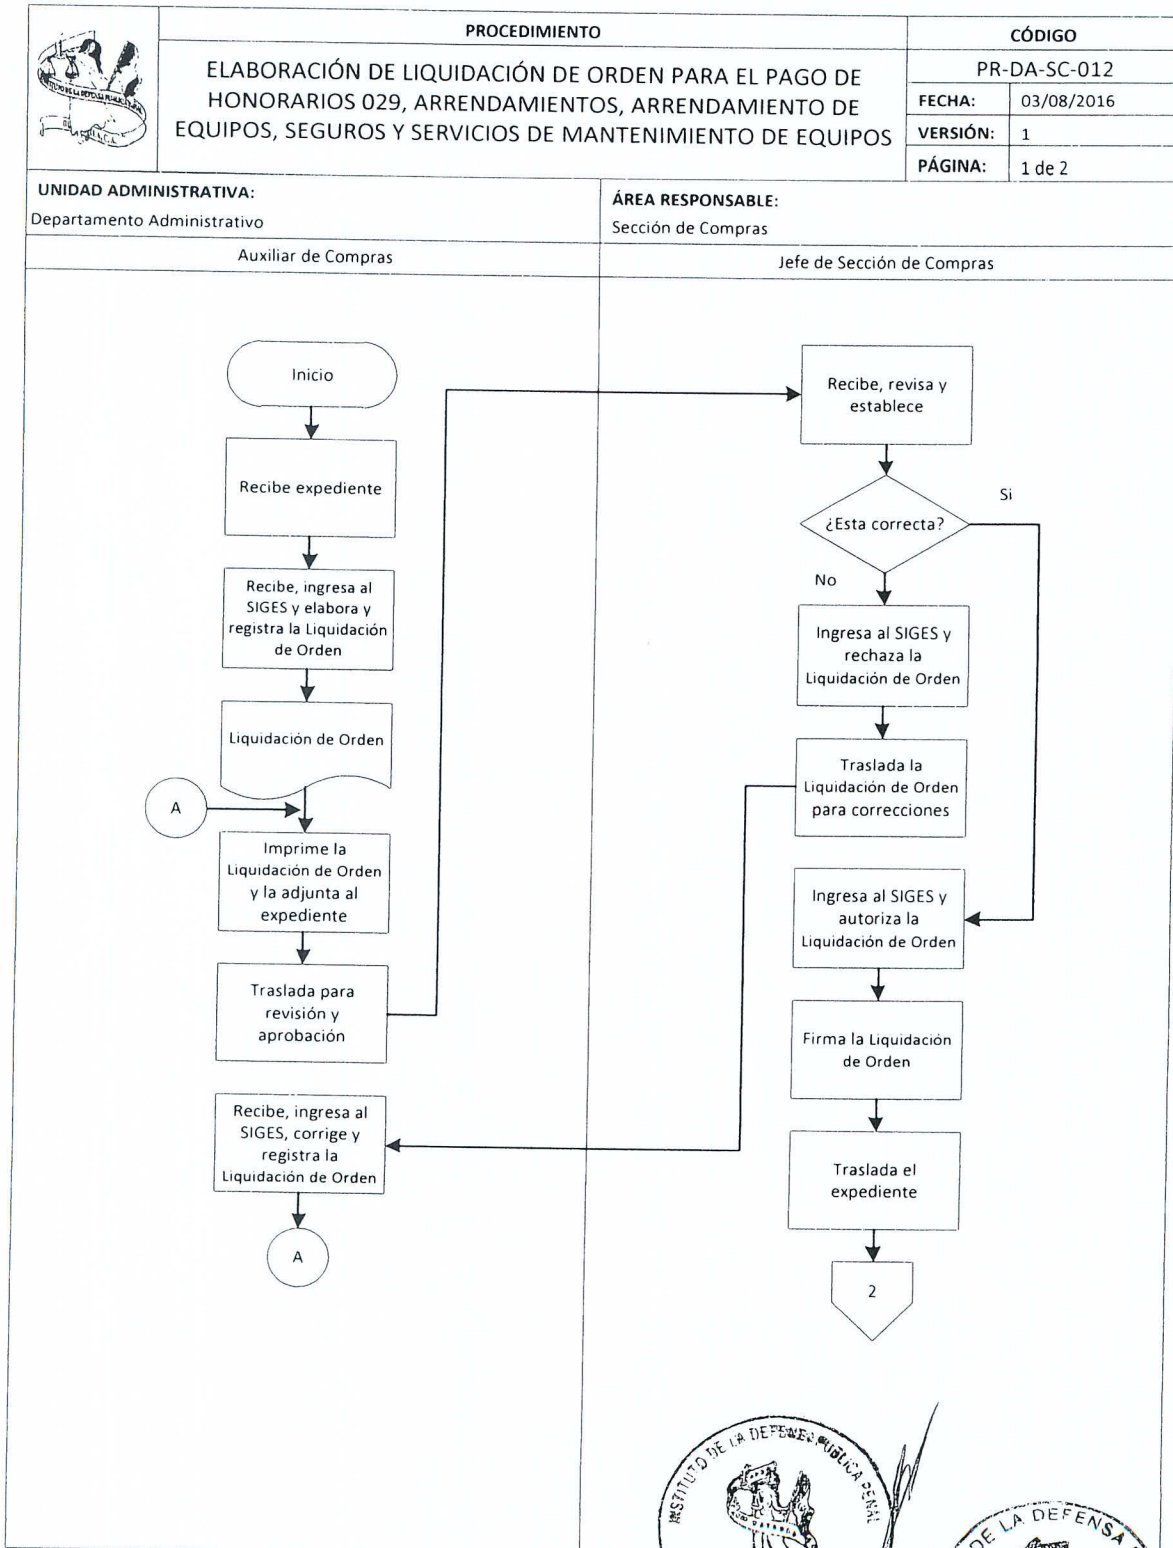 PROCEDIMIENTO
CÓDIGO
ELABORACIÓN DE LIQUIDACIÓN DE ORDEN PARA EL PAGO DE
HONORARIOS 029, ARRENDAMIENTOS, ARRENDAMIENTO DE
EQUIPOS, SEGUROS Y SERVICIOS DE MANTENIMIENTO DE EQUIPOS
PR-DA-SC-012
FECHA: 03/08/2016
VERSIÓN: 1
PÁGINA: 1 de 2
UNIDAD ADMINISTRATIVA:
Departamento Administrativo
ÁREA RESPONSABLE:
Sección de Compras
Auxiliar de Compras
Jefe de Sección de Compras
Inicio
Recibe expediente
Recibe, ingresa al
SIGES y elabora y
registra la Liquidación
de Orden
Liquidación de Orden
A
Imprime la
Liquidación de Orden
y la adjunta al
expediente
Traslada para
revisión y
aprobación
Recibe, ingresa al
SIGES, corrige y
registra la
Liquidación de Orden
A
Recibe, revisa y
establece
¿Esta correcta?
Si
No
Ingresa al SIGES y
rechaza la
Liquidación de Orden
Traslada la
Liquidación de Orden
para correcciones
Ingresa al SIGES y
autoriza la
Liquidación de Orden
Firma la Liquidación
de Orden
Traslada el
expediente
2
INSTITUTO DE LA DEFENSA PUBLICA PENAL
DE LA DEFENSA